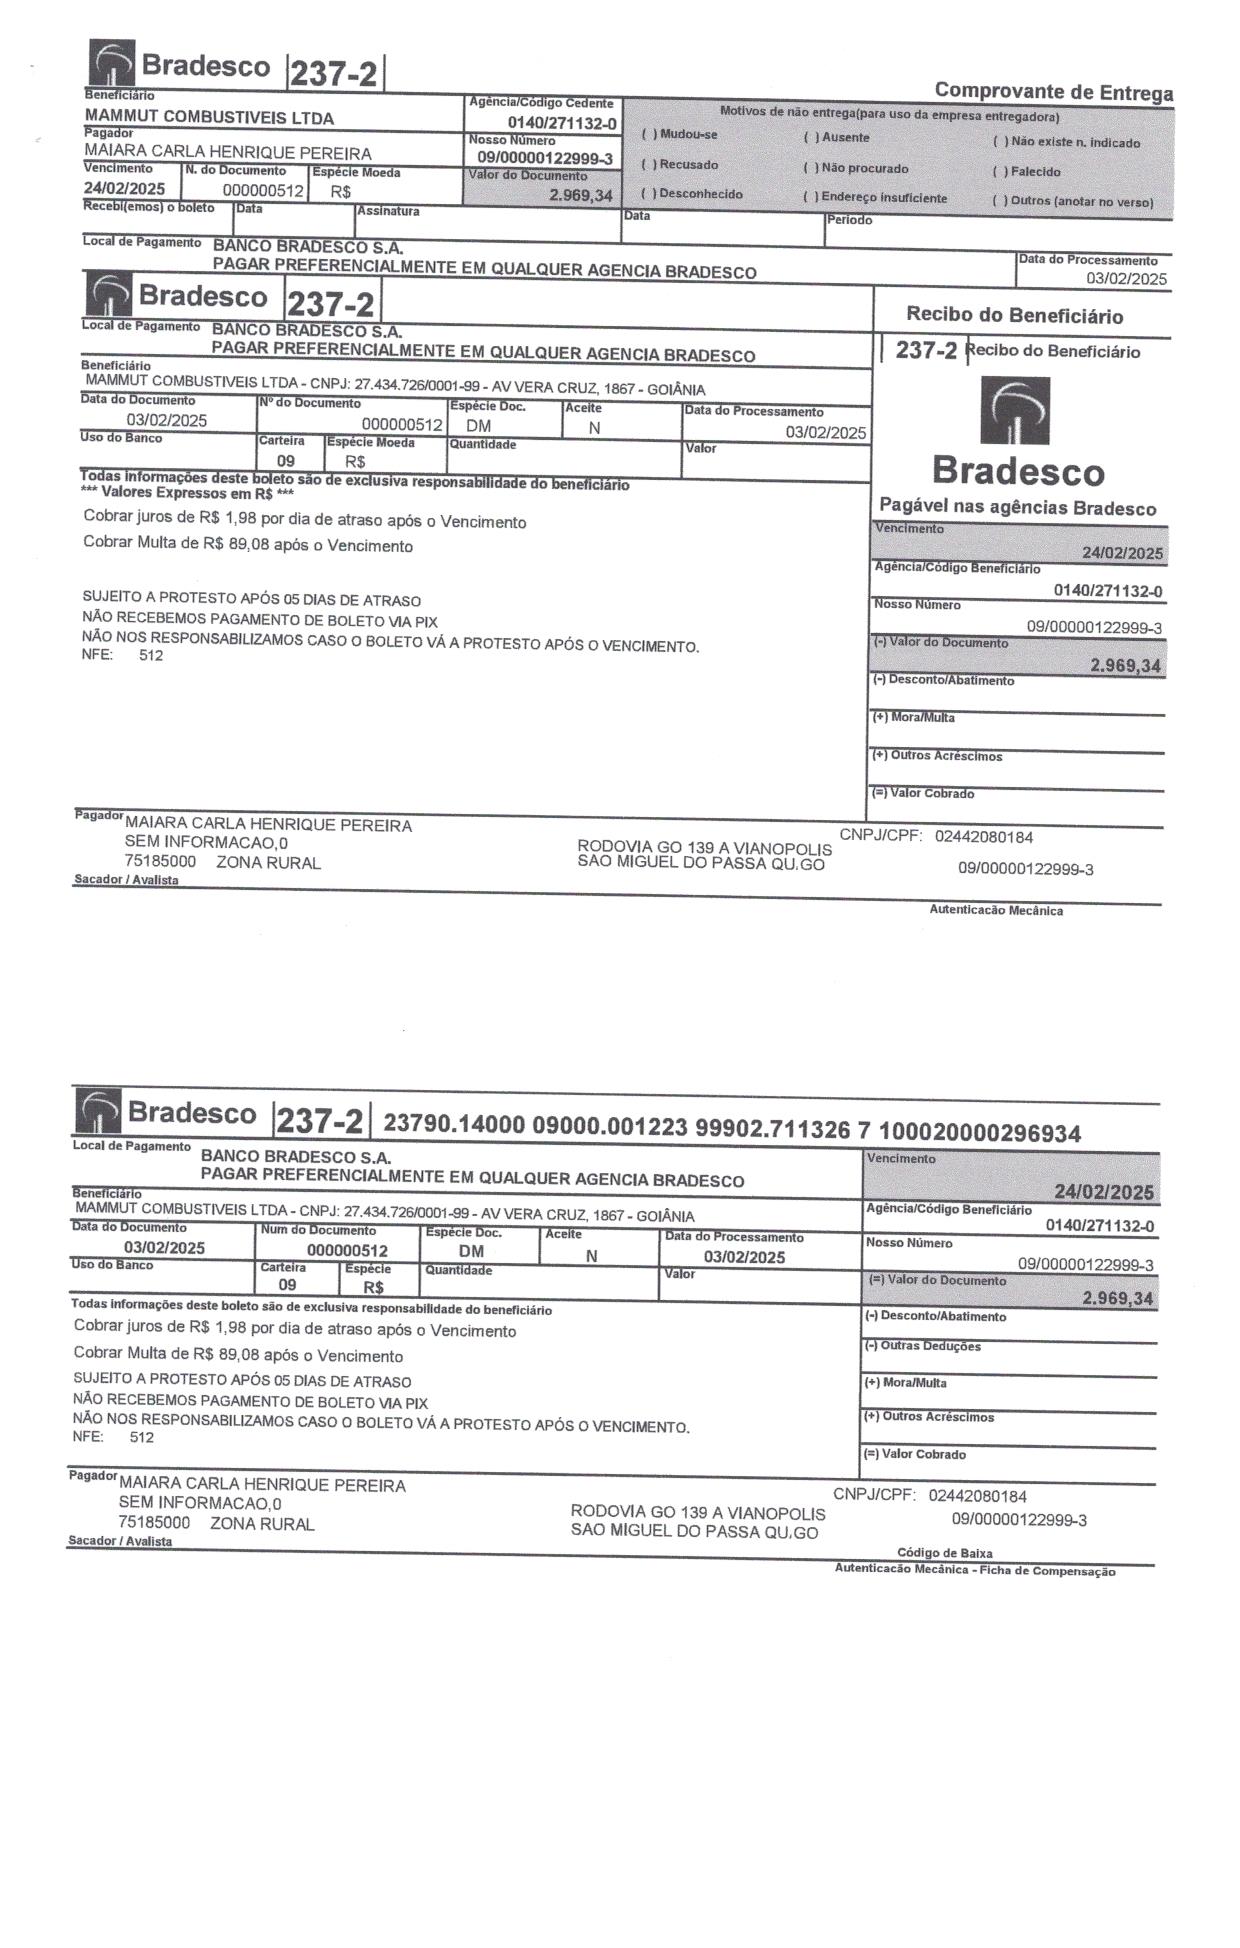 Bradesco 237-2
Comprovante de Entrega
Beneficiário
MAMMUT COMBUSTIVEIS LTDA
Agência/Código Cedente
0140/271132-0
Motivos de não entrega(para uso da empresa entregadora)
Pagador
MAIARA CARLA HENRIQUE PEREIRA
Nosso Número
09/00000122999-3
( ) Mudou-se ( ) Ausente ( ) Não existe n. indicado
( ) Recusado ( ) Não procurado ( ) Falecido
( ) Desconhecido ( ) Endereço insuficiente ( ) Outros (anotar no verso)
Vencimento N. do Documento Espécie Moeda Valor do Documento
24/02/2025 000000512 R$ 2.969,34
Recebi(emos) o boleto Data Assinatura Data Periodo
Local de Pagamento BANCO BRADESCO S.A.
PAGAR PREFERENCIALMENTE EM QUALQUER AGENCIA BRADESCO
Data do Processamento
03/02/2025
Bradesco 237-2
Recibo do Beneficiário
Local de Pagamento BANCO BRADESCO S.A.
PAGAR PREFERENCIALMENTE EM QUALQUER AGENCIA BRADESCO
237-2 Recibo do Beneficiário
Beneficiário
MAMMUT COMBUSTIVEIS LTDA - CNPJ: 27.434.726/0001-99 - AV VERA CRUZ, 1867 - GOIÂNIA
Data do Documento Nº do Documento Espécie Doc. Aceite Data do Processamento
03/02/2025 000000512 DM N 03/02/2025
Uso do Banco Carteira Espécie Moeda Quantidade Valor
09 R$
Todas informações deste boleto são de exclusiva responsabilidade do beneficiário
*** Valores Expressos em R$ ***
Cobrar juros de R$ 1,98 por dia de atraso após o Vencimento
Cobrar Multa de R$ 89,08 após o Vencimento
SUJEITO A PROTESTO APÓS 05 DIAS DE ATRASO
NÃO RECEBEMOS PAGAMENTO DE BOLETO VIA PIX
NÃO NOS RESPONSABILIZAMOS CASO O BOLETO VÁ A PROTESTO APÓS O VENCIMENTO.
NFE: 512
Bradesco
Pagável nas agências Bradesco
Vencimento
24/02/2025
Agência/Código Beneficiário
0140/271132-0
Nosso Número
09/00000122999-3
(-) Valor do Documento
2.969,34
(-) Desconto/Abatimento
(+) Mora/Multa
(+) Outros Acréscimos
(=) Valor Cobrado
Pagador MAIARA CARLA HENRIQUE PEREIRA CNPJ/CPF: 02442080184
SEM INFORMACAO,0 RODOVIA GO 139 A VIANOPOLIS
75185000 ZONA RURAL SAO MIGUEL DO PASSA QU.GO 09/00000122999-3
Sacador / Avalista
Autenticacão Mecânica
Bradesco 237-2 23790.14000 09000.001223 99902.711326 7 100020000296934
Local de Pagamento BANCO BRADESCO S.A.
PAGAR PREFERENCIALMENTE EM QUALQUER AGENCIA BRADESCO
Vencimento
24/02/2025
Beneficiário
MAMMUT COMBUSTIVEIS LTDA - CNPJ: 27.434.726/0001-99 - AV VERA CRUZ, 1867 - GOIÂNIA
Agência/Código Beneficiário
0140/271132-0
Data do Documento Num do Documento Espécie Doc. Aceite Data do Processamento
03/02/2025 000000512 DM N 03/02/2025
Nosso Número
09/00000122999-3
Uso do Banco Carteira Espécie Quantidade Valor
09 R$
(=) Valor do Documento
2.969,34
Todas informações deste boleto são de exclusiva responsabilidade do beneficiário
Cobrar juros de R$ 1,98 por dia de atraso após o Vencimento
Cobrar Multa de R$ 89,08 após o Vencimento
SUJEITO A PROTESTO APÓS 05 DIAS DE ATRASO
NÃO RECEBEMOS PAGAMENTO DE BOLETO VIA PIX
NÃO NOS RESPONSABILIZAMOS CASO O BOLETO VÁ A PROTESTO APÓS O VENCIMENTO.
NFE: 512
(-) Desconto/Abatimento
(-) Outras Deduções
(+) Mora/Multa
(+) Outros Acréscimos
(=) Valor Cobrado
Pagador MAIARA CARLA HENRIQUE PEREIRA CNPJ/CPF: 02442080184
SEM INFORMACAO,0 RODOVIA GO 139 A VIANOPOLIS
75185000 ZONA RURAL SAO MIGUEL DO PASSA QU.GO 09/00000122999-3
Sacador / Avalista
Código de Baixa
Autenticacão Mecânica - Ficha de Compensação